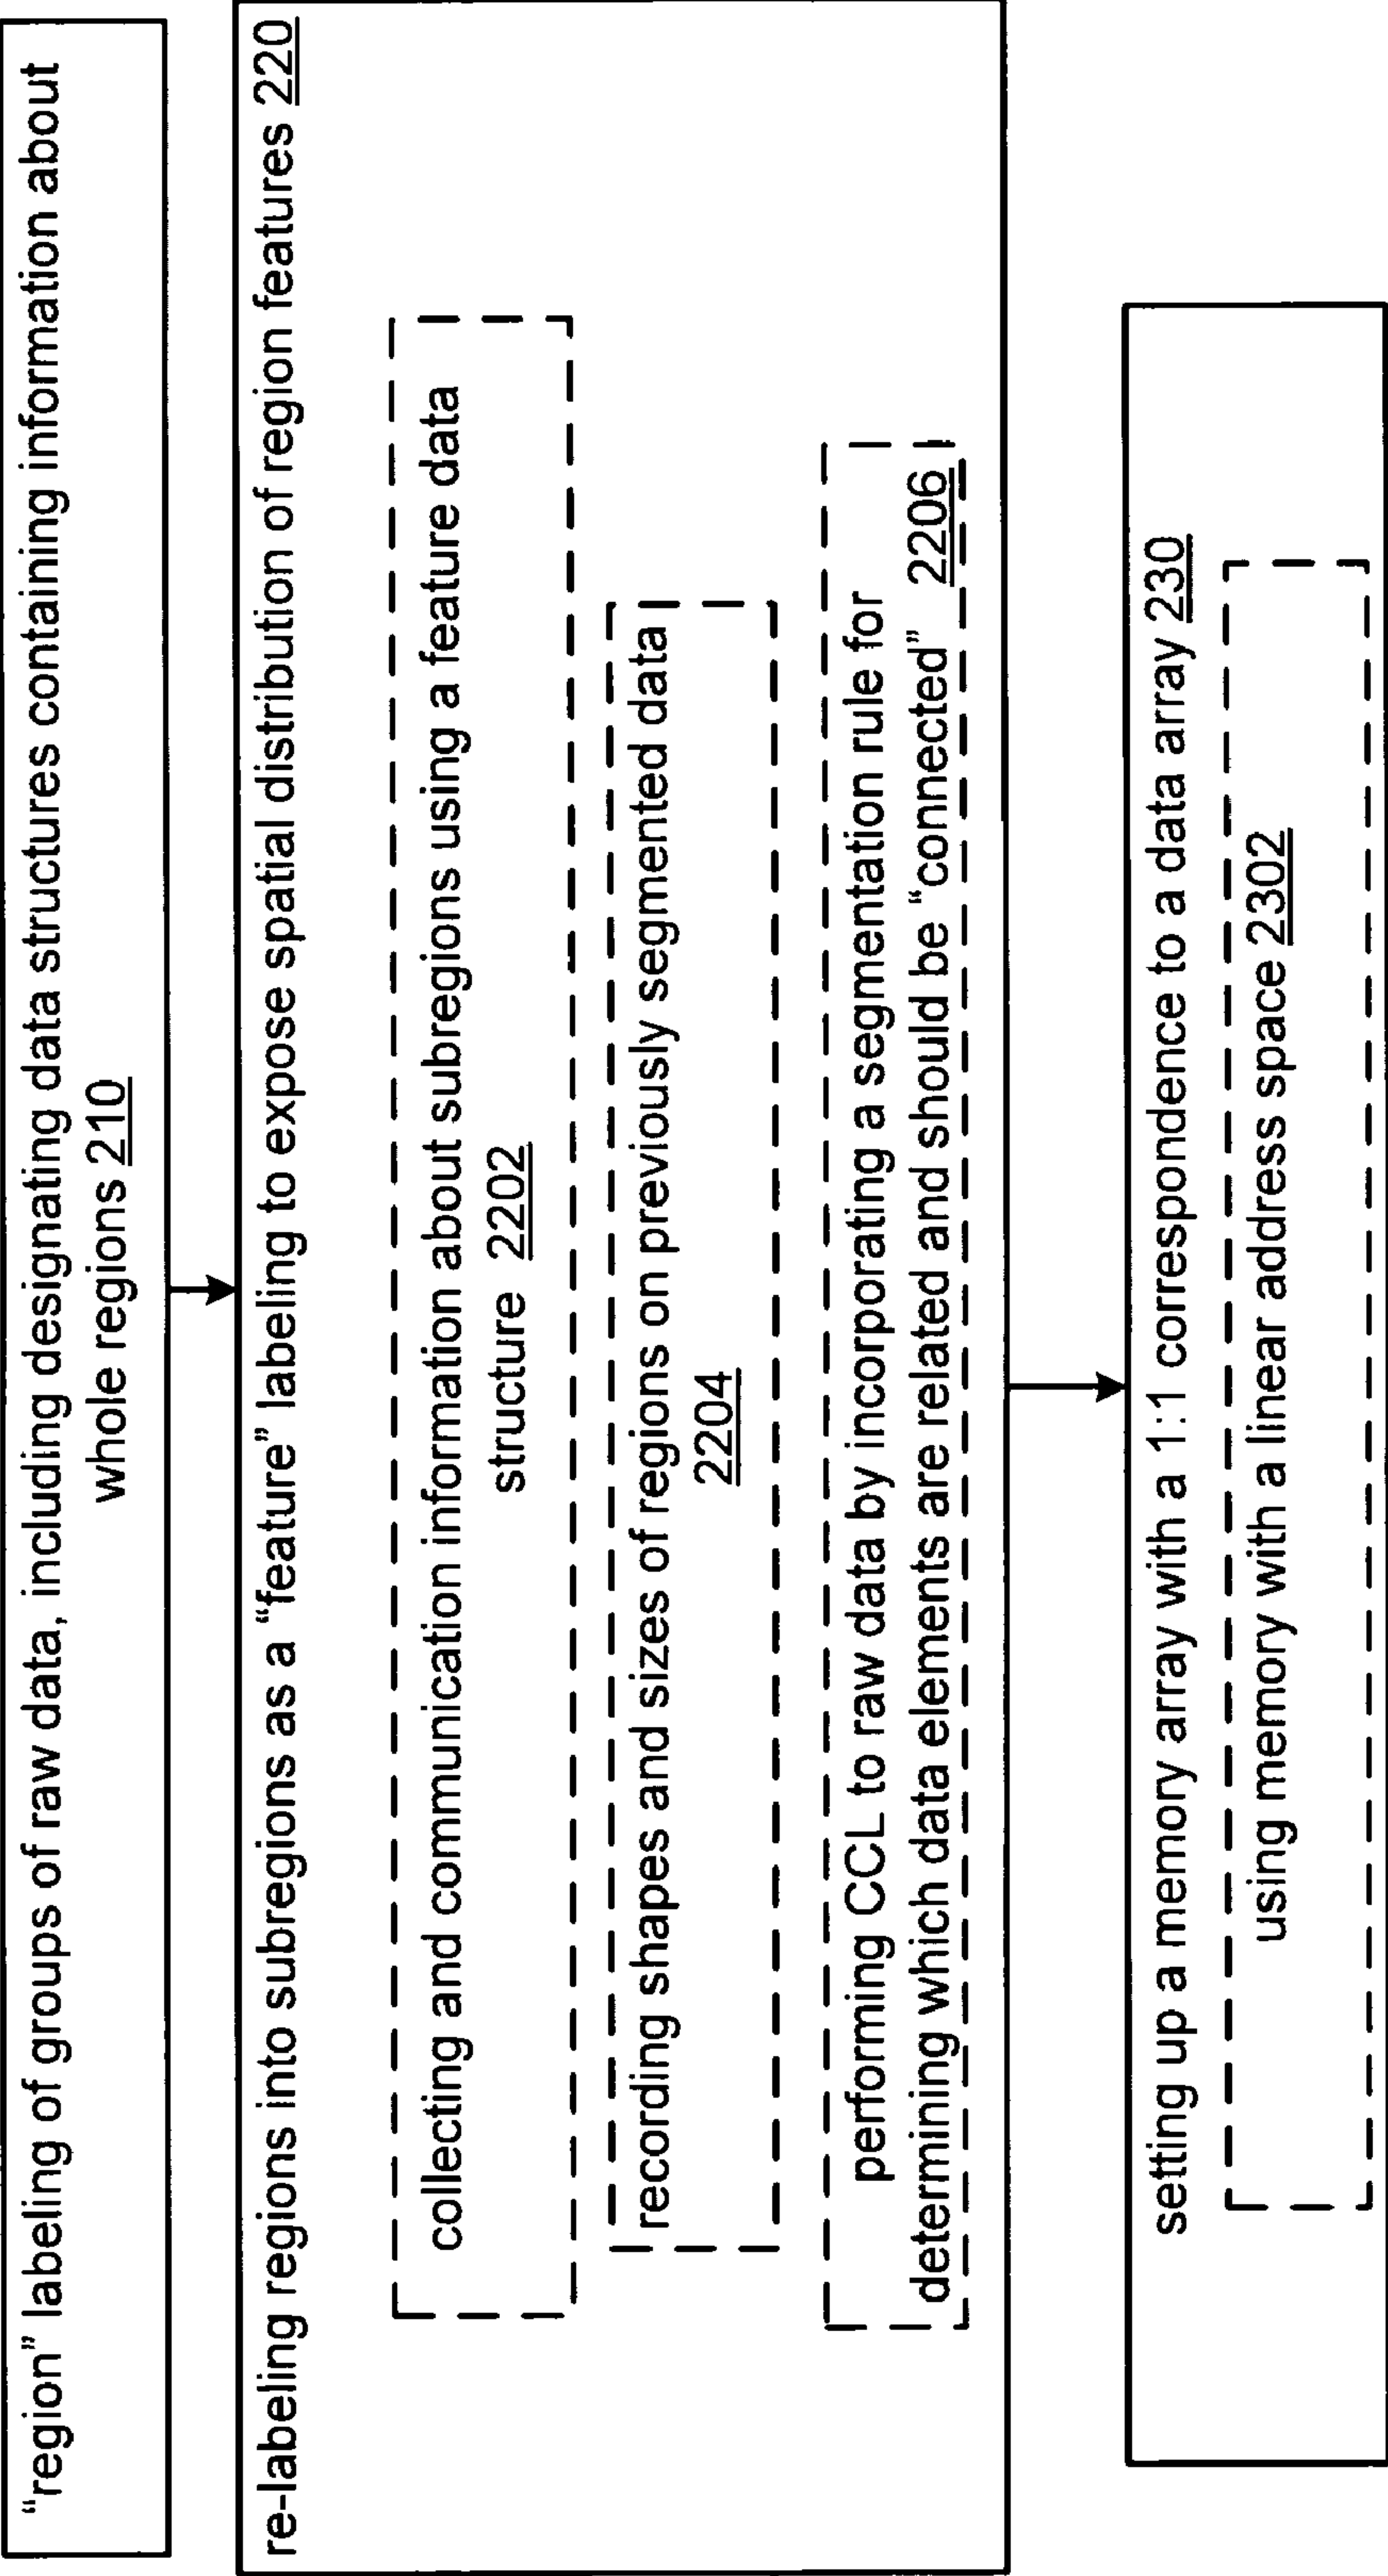 “region” labeling of groups of raw data, including designating data structures containing information about
whole regions 210
re-labeling regions into subregions as a “feature” labeling to expose spatial distribution of region features 220
collecting and communication information about subregions using a feature data
structure 2202
recording shapes and sizes of regions on previously segmented data
2204
performing CCL to raw data by incorporating a segmentation rule for
determining which data elements are related and should be “connected” 2206
setting up a memory array with a 1:1 correspondence to a data array 230
using memory with a linear address space 2302